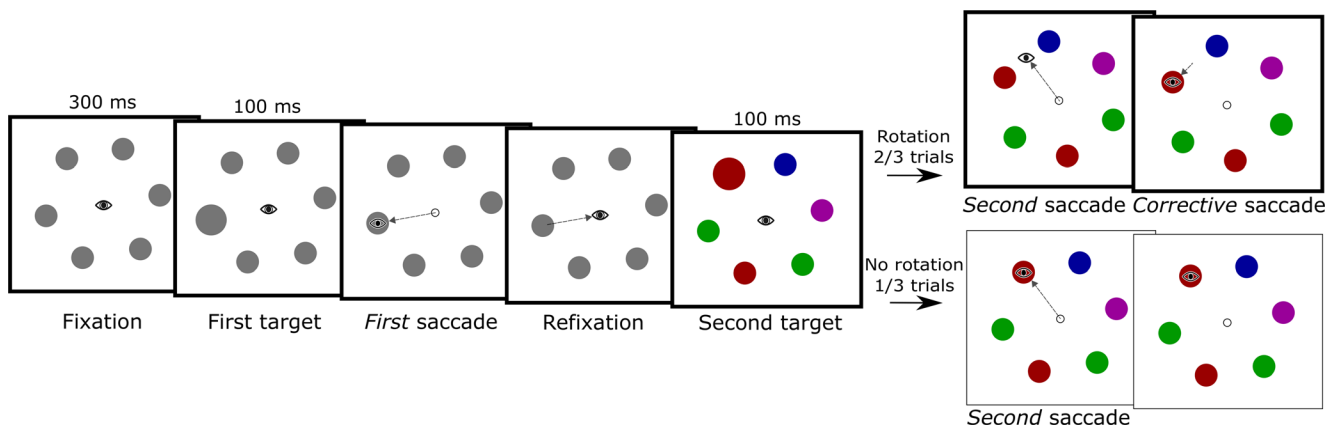 300 ms
Fixation
100 ms
First target
First saccade
Refixation
100 ms
Second target
Rotation
2/3 trials
Second saccade
Corrective saccade
No rotation
1/3 trials
Second saccade